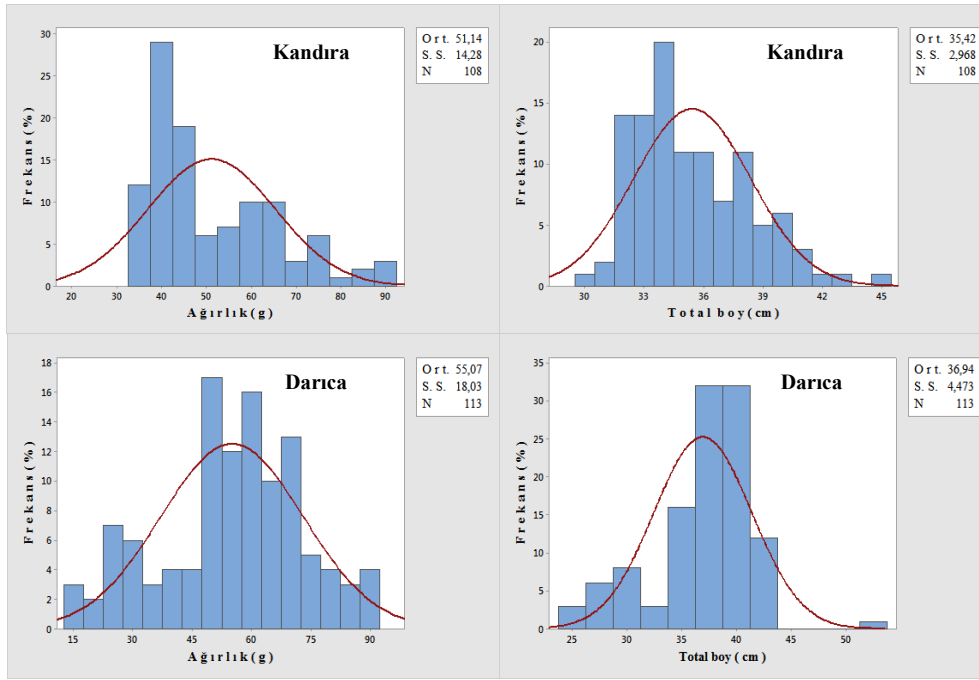 Kandıra
Ort. 51,14
S. S. 14,28
N 108
Frekans (%)
30
25
20
15
10
5
0
20 30 40 50 60 70 80 90
Ağırlık (g)
Kandıra
Ort. 35,42
S. S. 2,968
N 108
Frekans (%)
20
15
10
5
0
30 33 36 39 42 45
Total boy (cm)
Darıca
Ort. 55,07
S. S. 18,03
N 113
Frekans (%)
18
16
14
12
10
8
6
4
2
0
15 30 45 60 75 90
Ağırlık (g)
Darıca
Ort. 36,94
S. S. 4,473
N 113
Frekans (%)
35
30
25
20
15
10
5
0
25 30 35 40 45 50
Total boy (cm)